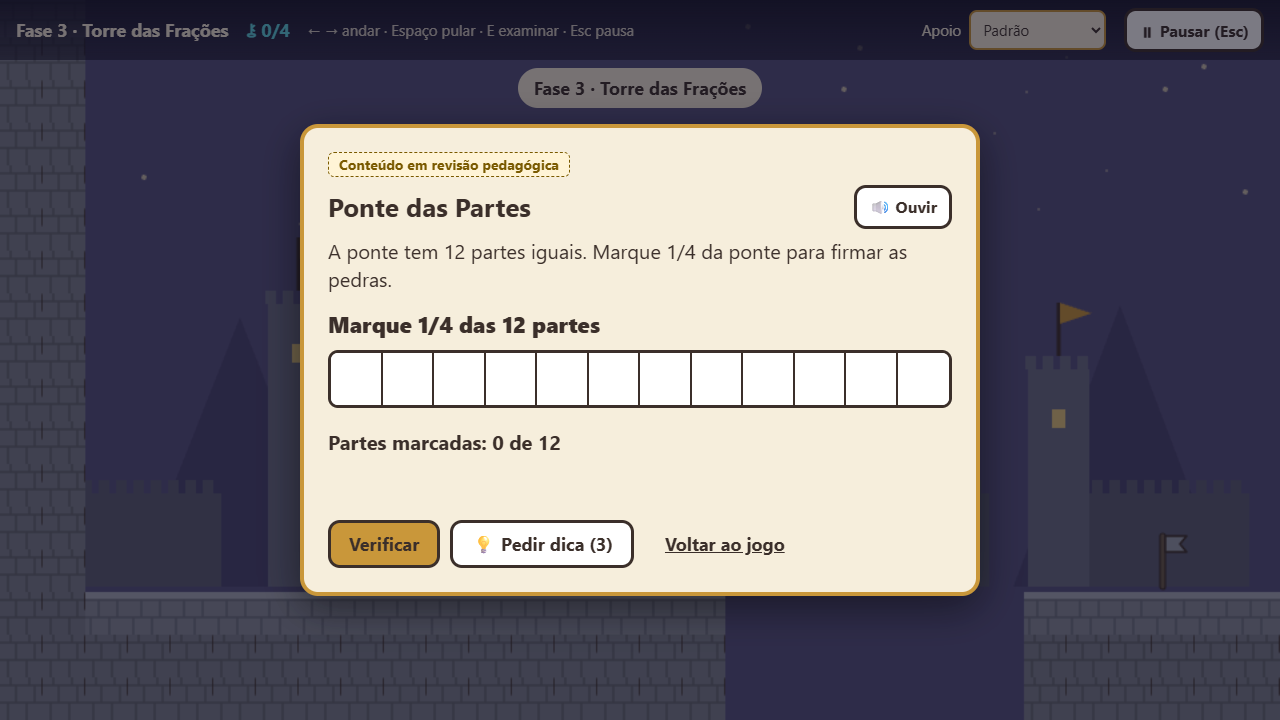 Fase 3 · Torre das Frações
0/4
← → andar · Espaço pular · E examinar · Esc pausa
Apoio
Padrão
Pausar (Esc)
Fase 3 · Torre das Frações
Conteúdo em revisão pedagógica
Ponte das Partes
Ouvir
A ponte tem 12 partes iguais. Marque 1/4 da ponte para firmar as
pedras.
Marque 1/4 das 12 partes
Partes marcadas: 0 de 12
Verificar
Pedir dica (3)
Voltar ao jogo